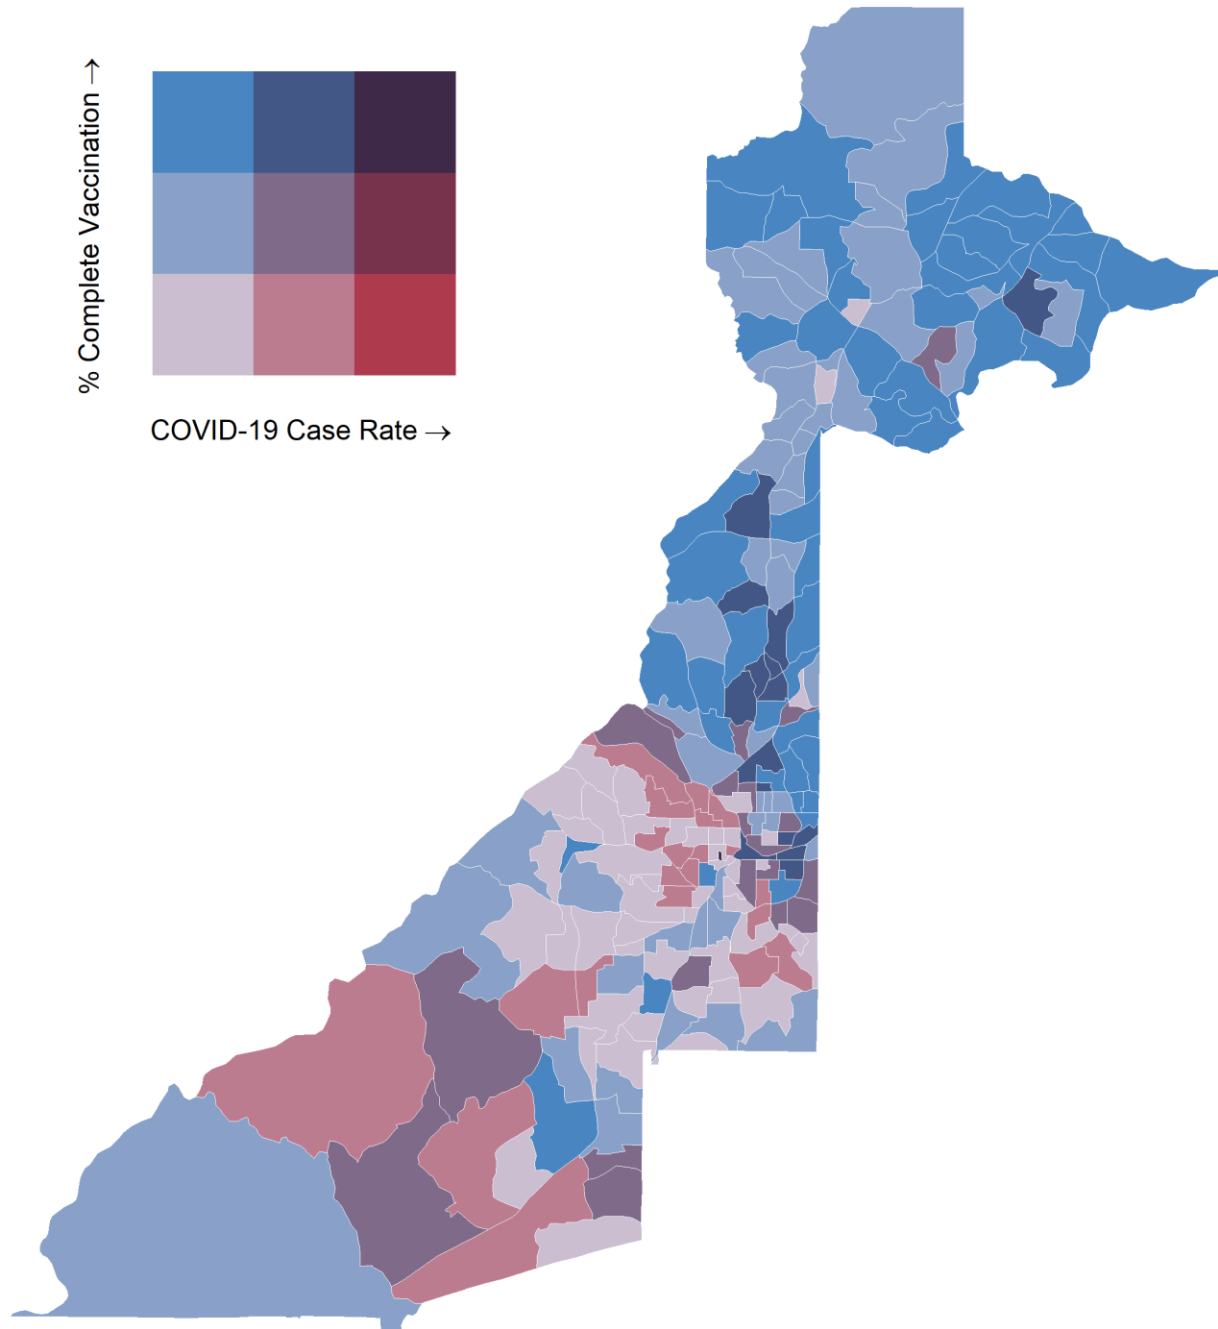 % Complete Vaccination →
COVID-19 Case Rate →